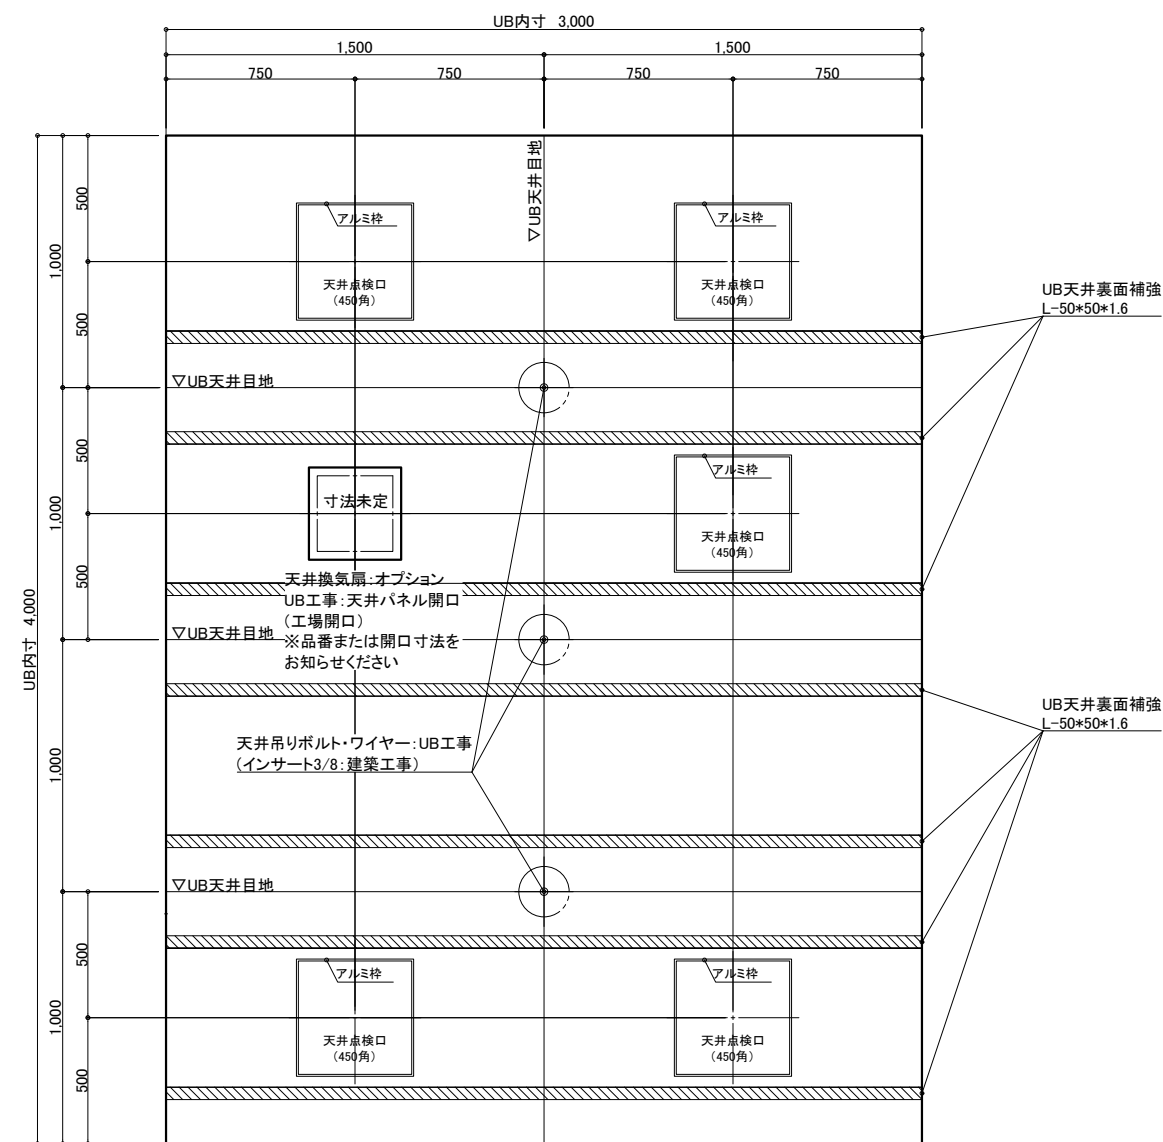 UB内寸 3,000
1,500
1,500
750
750
750
750
▽UB天井目地
500
1,000
500
アルミ枠
天井点検口
(450角)
アルミ枠
天井点検口
(450角)
UB天井裏面補強
L-50*50*1.6
▽UB天井目地
500
1,000
500
寸法未定
アルミ枠
天井点検口
(450角)
天井換気扇:オプション
UB工事:天井パネル開口
(工場開口)
※品番または開口寸法を
お知らせください
▽UB天井目地
UB内寸 4,000
UB天井裏面補強
L-50*50*1.6
天井吊りボルト・ワイヤー:UB工事
(インサート3/8:建築工事)
1,000
▽UB天井目地
500
1,000
500
アルミ枠
天井点検口
(450角)
アルミ枠
天井点検口
(450角)